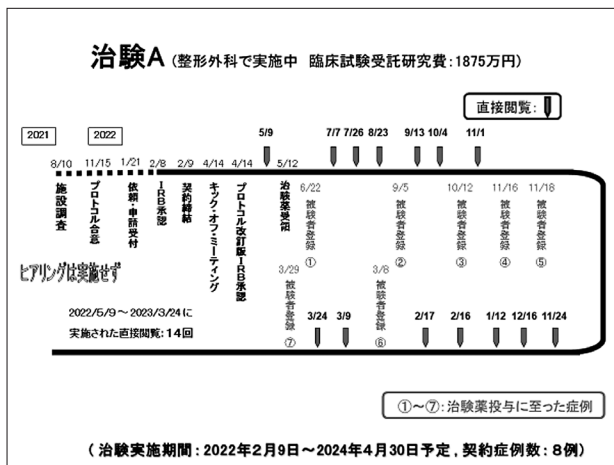 治験A（整形外科で実施中　臨床試験受託研究費：1875万円）
直接閲覧：
2021
2022
8/10
11/15
1/21
2/8
2/9
4/14
4/14
5/9
5/12
7/7
7/26
8/23
9/13
10/4
11/1
施設調査
プロトコル合意
依頼・申請受付
IRB承認
契約締結
キック・オフ・ミーティング
プロトコル改訂版IRB承認
治験薬受領
6/22
被験者登録
①
9/5
被験者登録
②
10/12
被験者登録
③
11/16
被験者登録
④
11/18
被験者登録
⑤
ヒアリングは実施せず
2022/5/9～2023/3/24に
実施された直接閲覧：14回
3/29
被験者登録
⑦
3/24
3/9
3/8
被験者登録
⑥
2/17
2/16
1/12
12/16
11/24
①～⑦：治験薬投与に至った症例
（治験実施期間：2022年2月9日～2024年4月30日予定，契約症例数：8例）